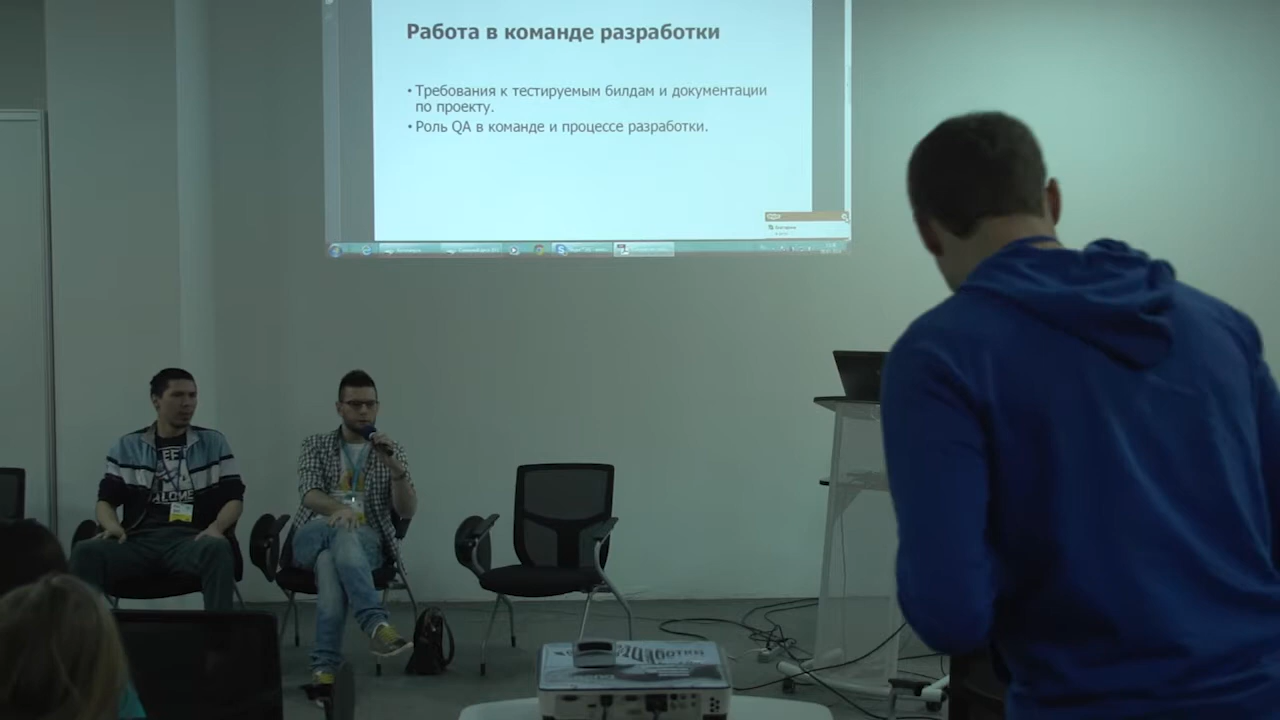 Работа в команде разработки
• Требования к тестируемым билдам и документации
по проекту.
• Роль QA в команде и процессе разработки.